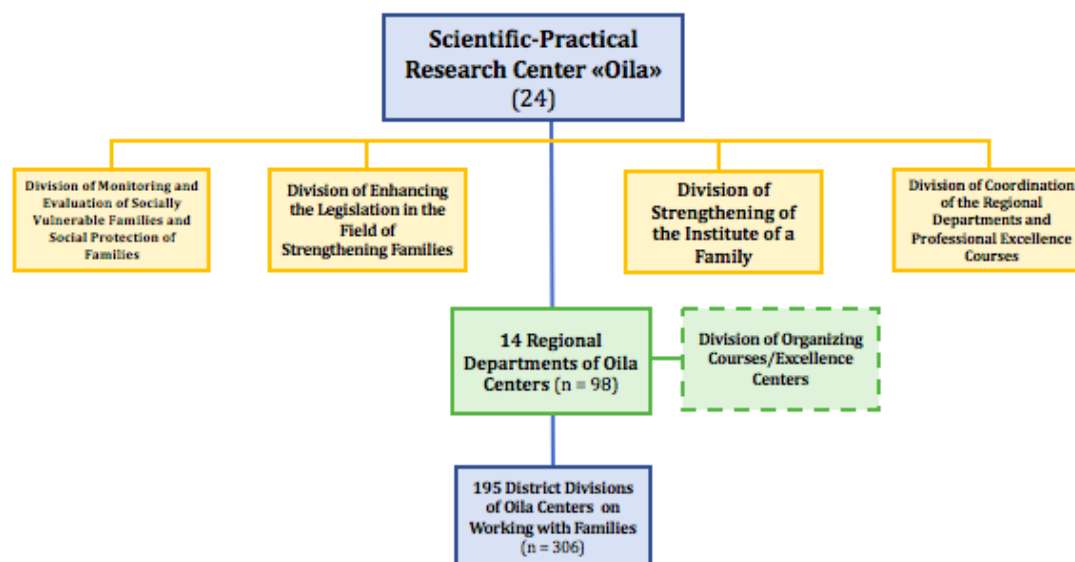 Scientific-Practical
Research Center «Oila»
(24)
Division of Monitoring and
Evaluation of Socially
Vulnerable Families and
Social Protection of
Families
Division of Enhancing
the Legislation in the
Field of
Strengthening Families
Division of
Strengthening of
the Institute of a
Family
Division of Coordination
of the Regional
Departments and
Professional Excellence
Courses
14 Regional
Departments of Oila
Centers (n = 98)
Division of Organizing
Courses/Excellence
Centers
195 District Divisions
of Oila Centers on
Working with Families
(n = 306)